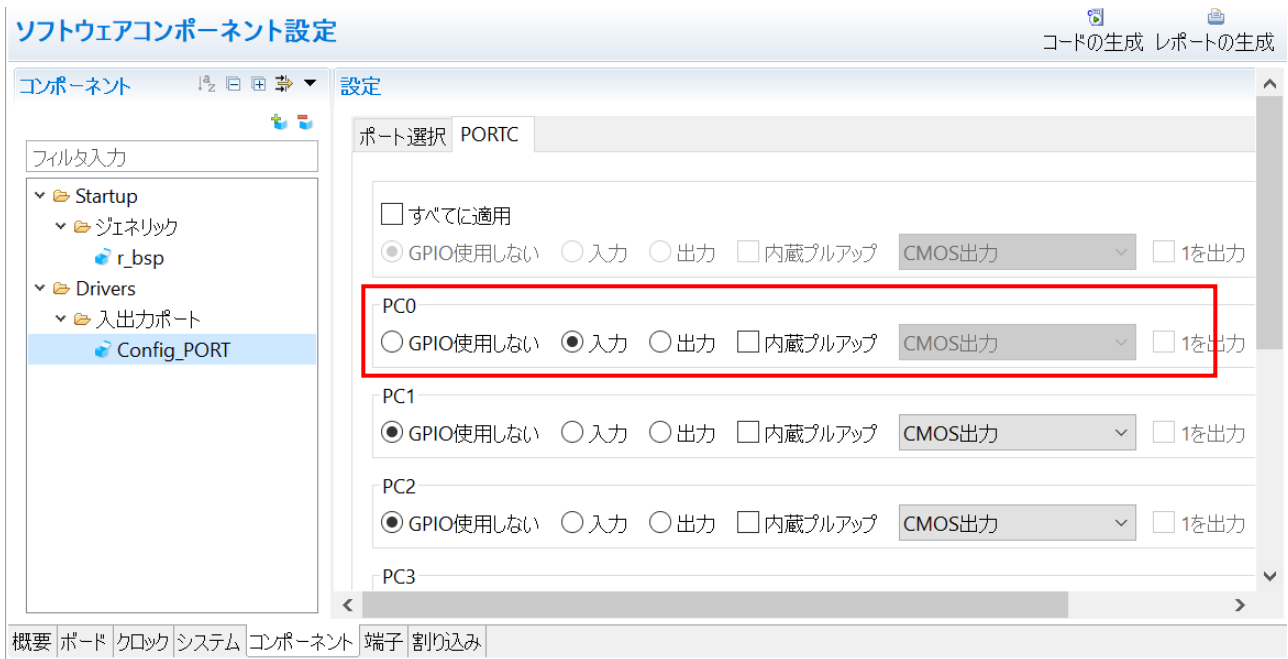 ソフトウェアコンポーネント設定
コードの生成 レポートの生成
コンポーネント
フィルタ入力
Startup
ジェネリック
r_bsp
Drivers
入出力ポート
Config_PORT
設定
ポート選択 PORTC
すべてに適用
GPIO使用しない 入力 出力 内蔵プルアップ CMOS出力 1を出力
PC0
GPIO使用しない 入力 出力 内蔵プルアップ CMOS出力 1を出力
PC1
GPIO使用しない 入力 出力 内蔵プルアップ CMOS出力 1を出力
PC2
GPIO使用しない 入力 出力 内蔵プルアップ CMOS出力 1を出力
PC3
概要 ボード クロック システム コンポーネント 端子 割り込み